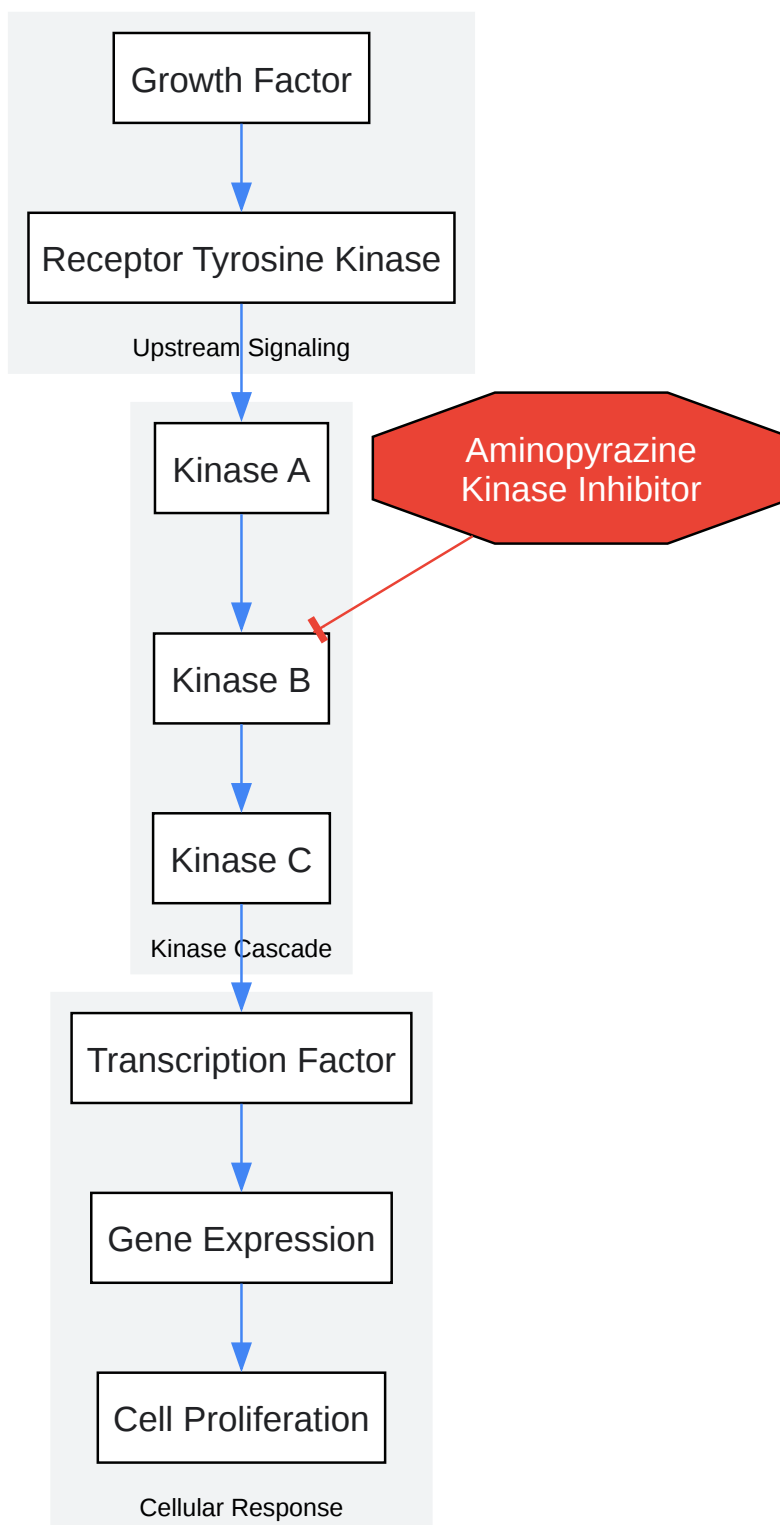 Growth Factor
Receptor Tyrosine Kinase
Upstream Signaling
Kinase A
Aminopyrazine
Kinase Inhibitor
Kinase B
Kinase C
Kinase Cascade
Transcription Factor
Gene Expression
Cell Proliferation
Cellular Response